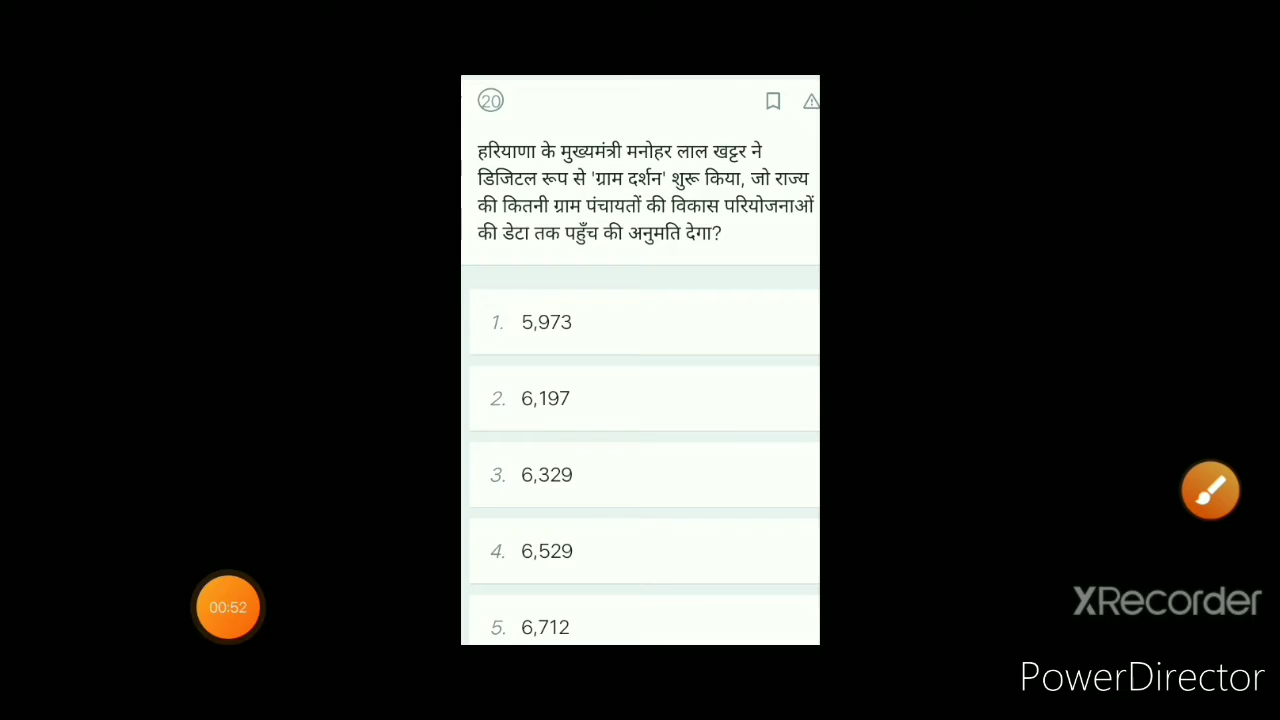 20
हरियाणा के मुख्यमंत्री मनोहर लाल खट्टर ने
डिजिटल रूप से 'ग्राम दर्शन' शुरू किया, जो राज्य
की कितनी ग्राम पंचायतों की विकास परियोजनाओं
की डेटा तक पहुँच की अनुमति देगा?
1. 5,973
2. 6,197
3. 6,329
4. 6,529
5. 6,712
00:52
XRecorder
PowerDirector